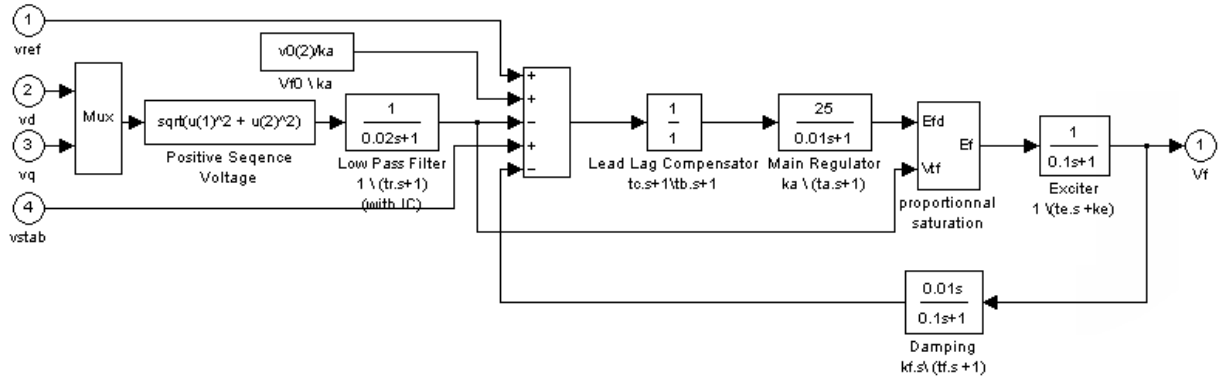 1
vref
2
vd
3
vq
4
vstab
Mux
v0(2)/ka
Vf0 \ ka
sqrt(u(1)^2 + u(2)^2)
Positive Seqence
Voltage
1
0.02s+1
Low Pass Filter
1 \ (tr.s+1)
(with IC)
+
+
−
+
−
1
1
Lead Lag Compensator
tc.s+1\tb.s+1
25
0.01s+1
Main Regulator
ka \ (ta.s+1)
Efd
Vtf
Ef
proportionnal
saturation
1
0.1s+1
Exciter
1 \(te.s +ke)
1
Vf
0.01s
0.1s+1
Damping
kf.s\ (tf.s +1)